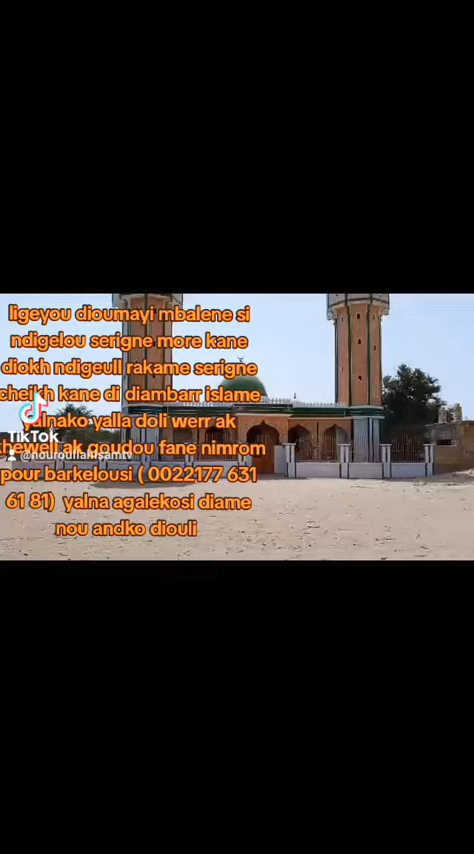 ligeyou dioumayi mbalene si
ndigelou serigne more kane
diokh ndigeull rakame serigne
cheikh kane di diambarr islame
yalnako yalla doli werr ak
khewell ak goudou fane nimrom
pour barkelousi ( 0022177 631
61 81) yalna agalekosi diame
nou andko diouli
TikTok